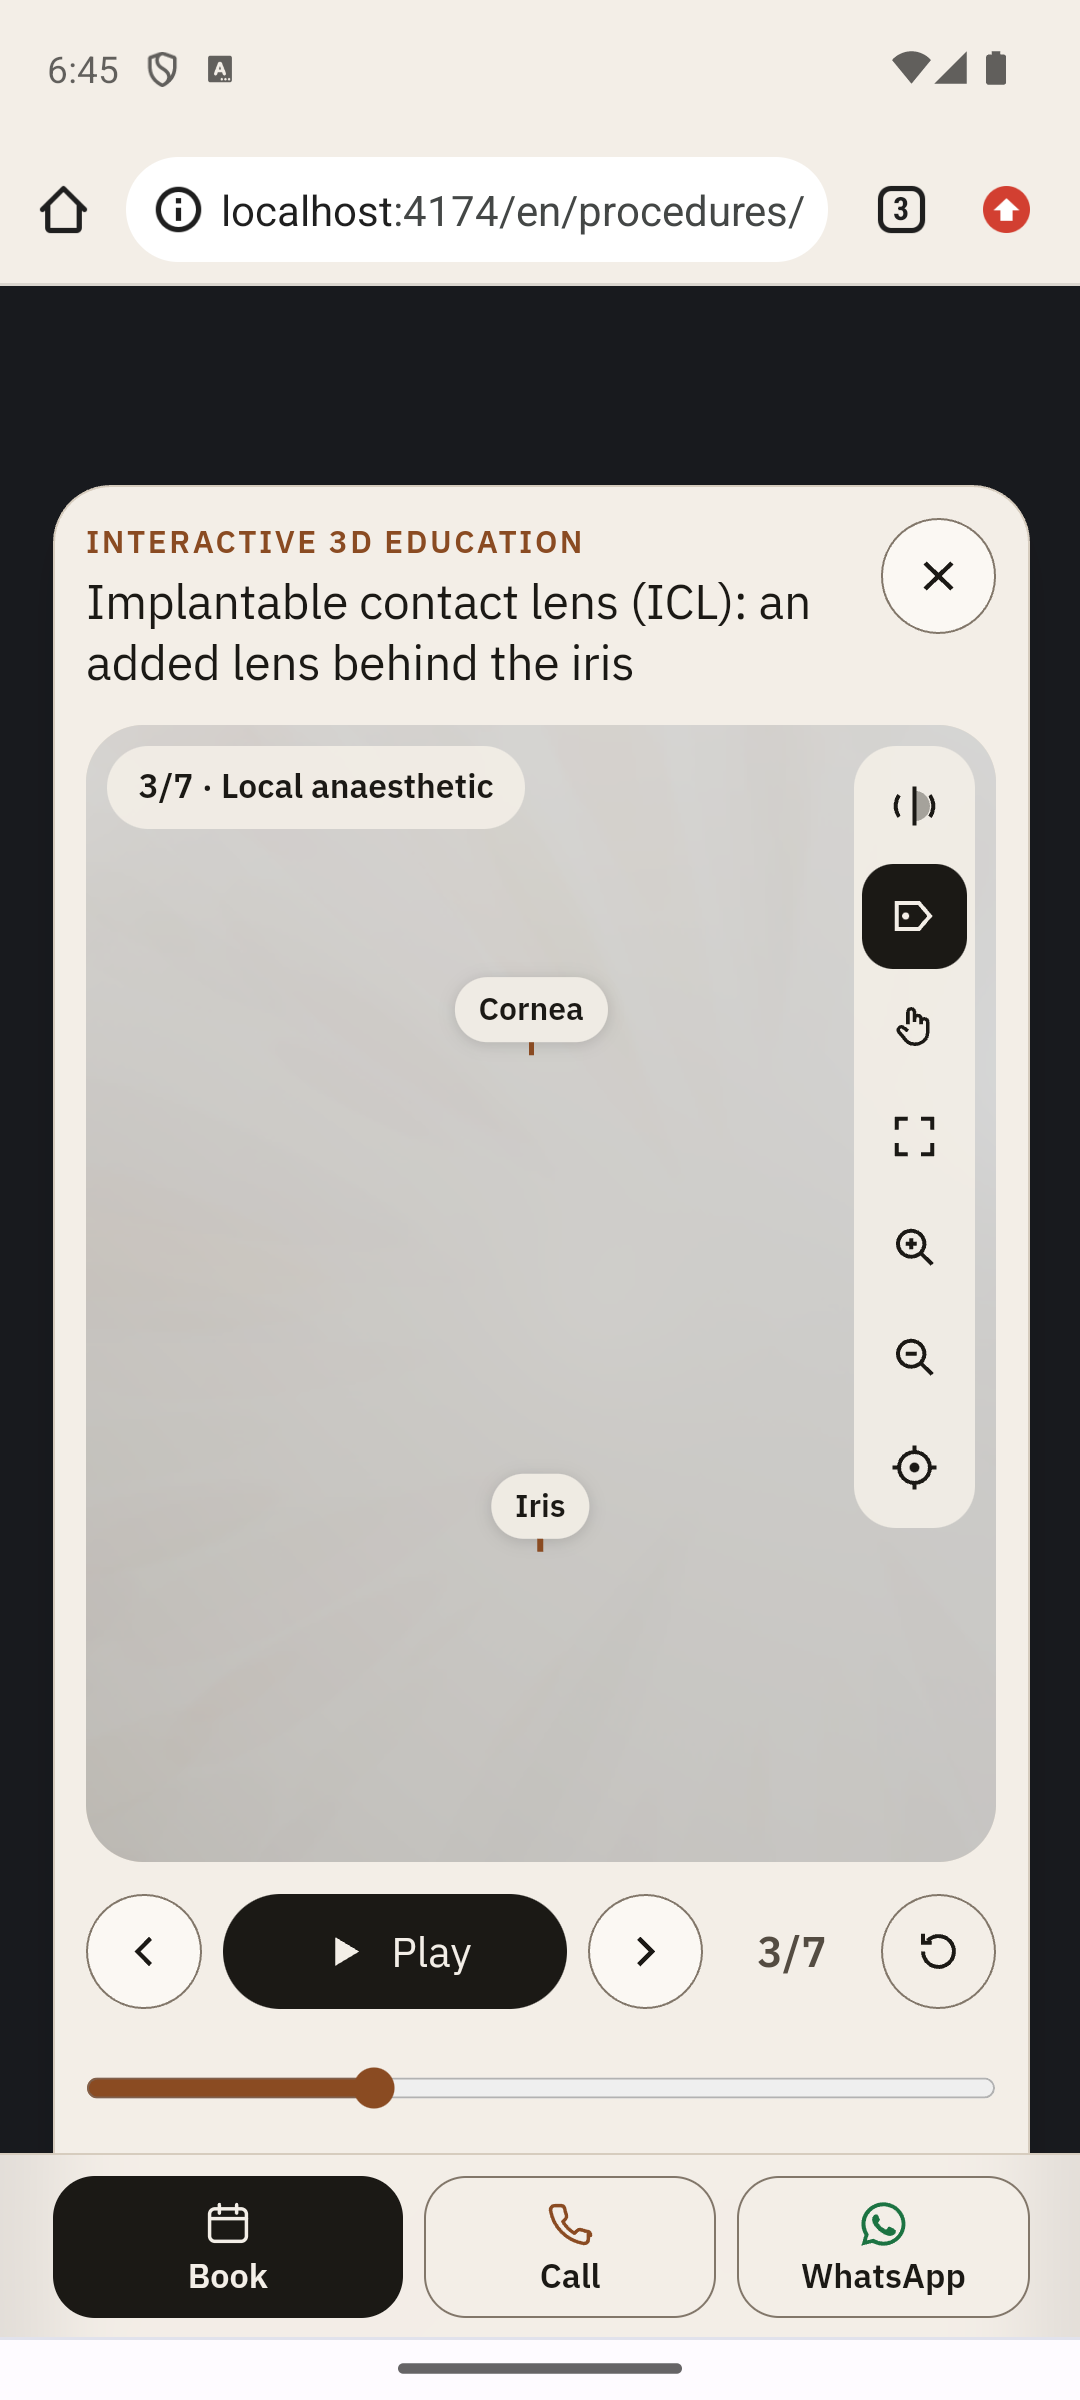 6:45
localhost:4174/en/procedures/
3
INTERACTIVE 3D EDUCATION
Implantable contact lens (ICL): an
added lens behind the iris
3/7 · Local anaesthetic
Cornea
Iris
Play
3/7
Book
Call
WhatsApp